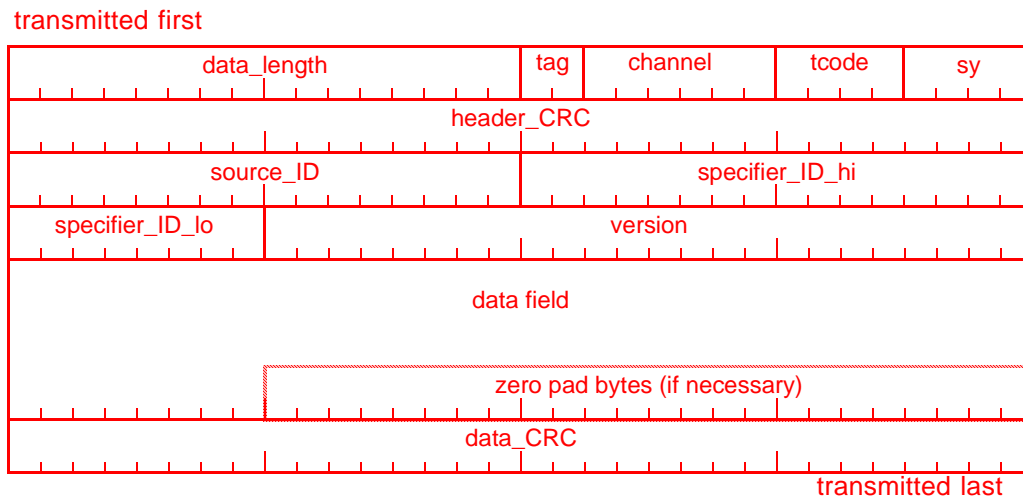 transmitted first
data_length tag channel tcode sy
header_CRC
source_ID specifier_ID_hi
specifier_ID_lo version
data field
zero pad bytes (if necessary)
data_CRC
transmitted last